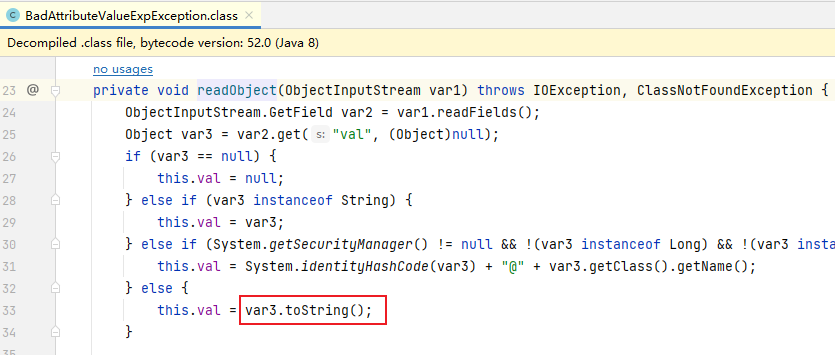 BadAttributeValueExpException.class
Decompiled .class file, bytecode version: 52.0 (Java 8)
no usages
23 @ private void readObject(ObjectInputStream var1) throws IOException, ClassNotFoundException {
24 ObjectInputStream.GetField var2 = var1.readFields();
25 Object var3 = var2.get( s: "val", (Object)null);
26 if (var3 == null) {
27 this.val = null;
28 } else if (var3 instanceof String) {
29 this.val = var3;
30 } else if (System.getSecurityManager() != null && !(var3 instanceof Long) && !(var3 insta
31 this.val = System.identityHashCode(var3) + "@" + var3.getClass().getName();
32 } else {
33 this.val = var3.toString();
34 }
35